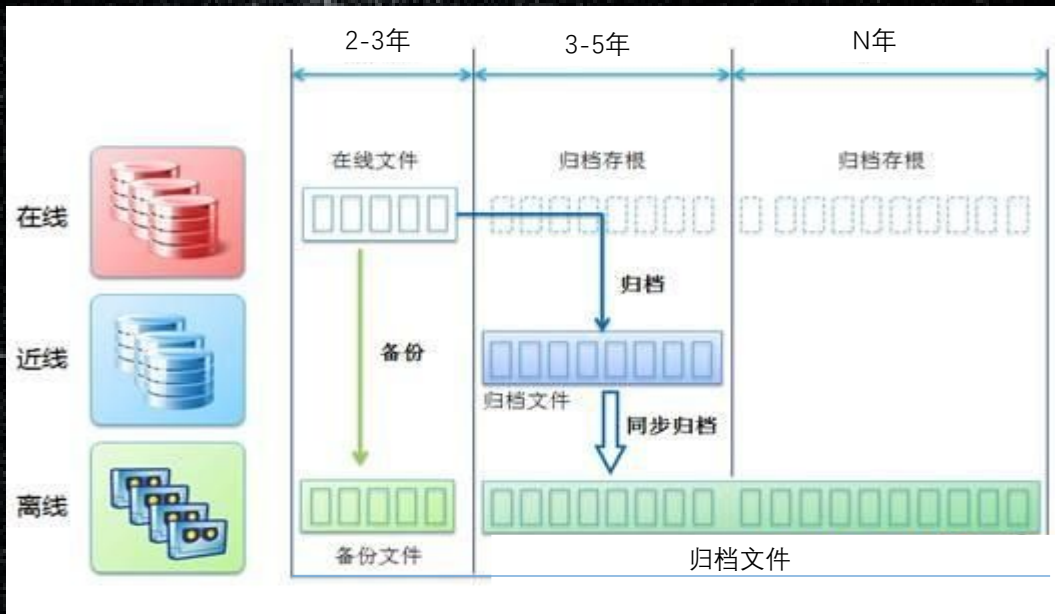 2-3年
3-5年
N年
在线文件
归档存根
归档存根
在线
归档
近线
备份
归档文件
同步归档
离线
备份文件
归档文件